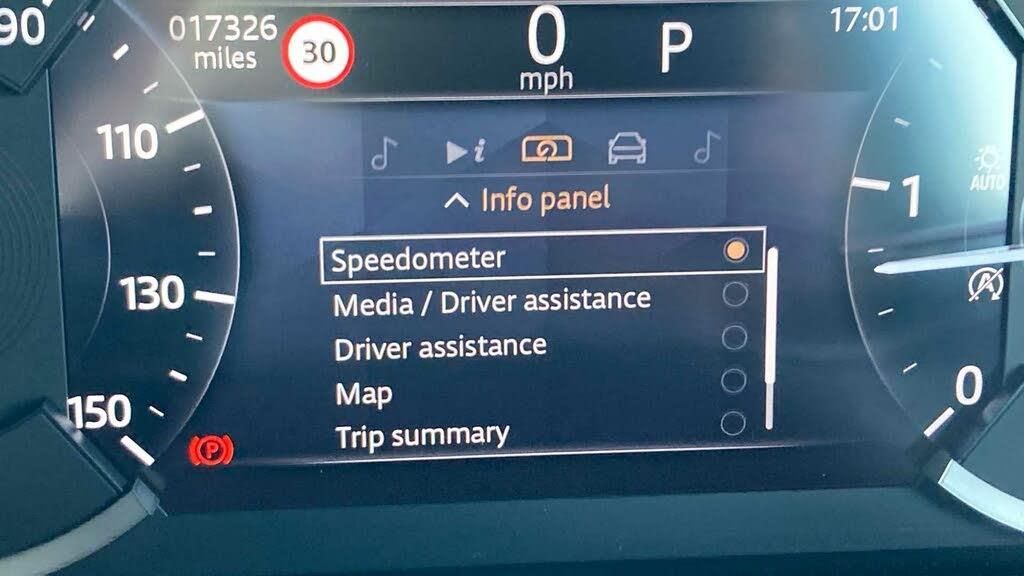 90
017326
miles
30
0
mph
P
17:01
110
130
150
i
Info panel
Speedometer
Media / Driver assistance
Driver assistance
Map
Trip summary
P
1
AUTO
A
0